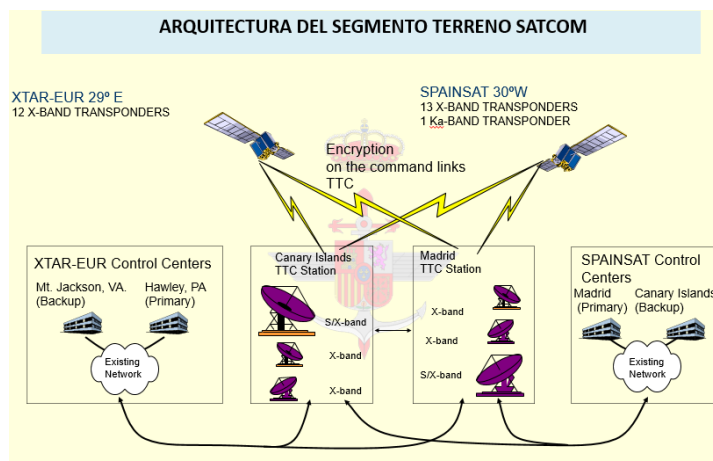 ARQUITECTURA DEL SEGMENTO TERRENO SATCOM
XTAR-EUR 29º E
12 X-BAND TRANSPONDERS
SPAINSAT 30ºW
13 X-BAND TRANSPONDERS
1 Ka-BAND TRANSPONDER
Encryption
on the command links
TTC
XTAR-EUR Control Centers
Mt. Jackson, VA.
(Backup)
Hawley, PA
(Primary)
Existing
Network
Canary Islands
TTC Station
S/X-band
X-band
X-band
Madrid
TTC Station
X-band
X-band
S/X-band
SPAINSAT Control
Centers
Madrid
(Primary)
Canary Islands
(Backup)
Existing
Network